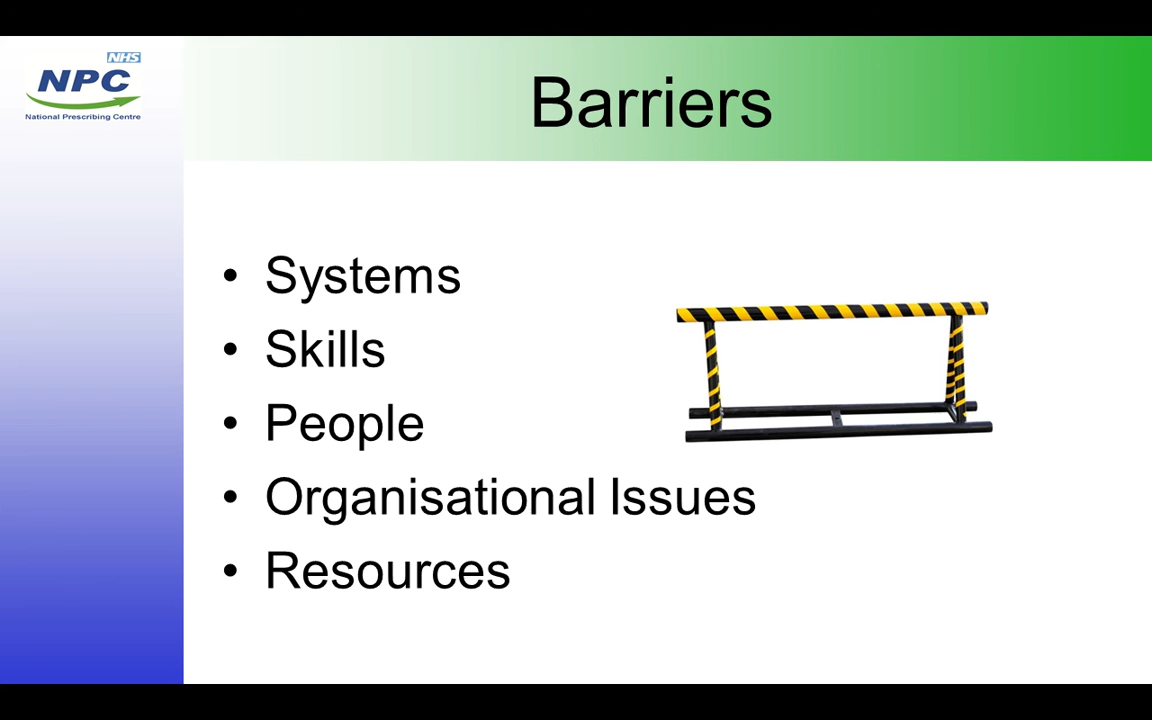 NHS
NPC
National Prescribing Centre
Barriers
• Systems
• Skills
• People
• Organisational Issues
• Resources